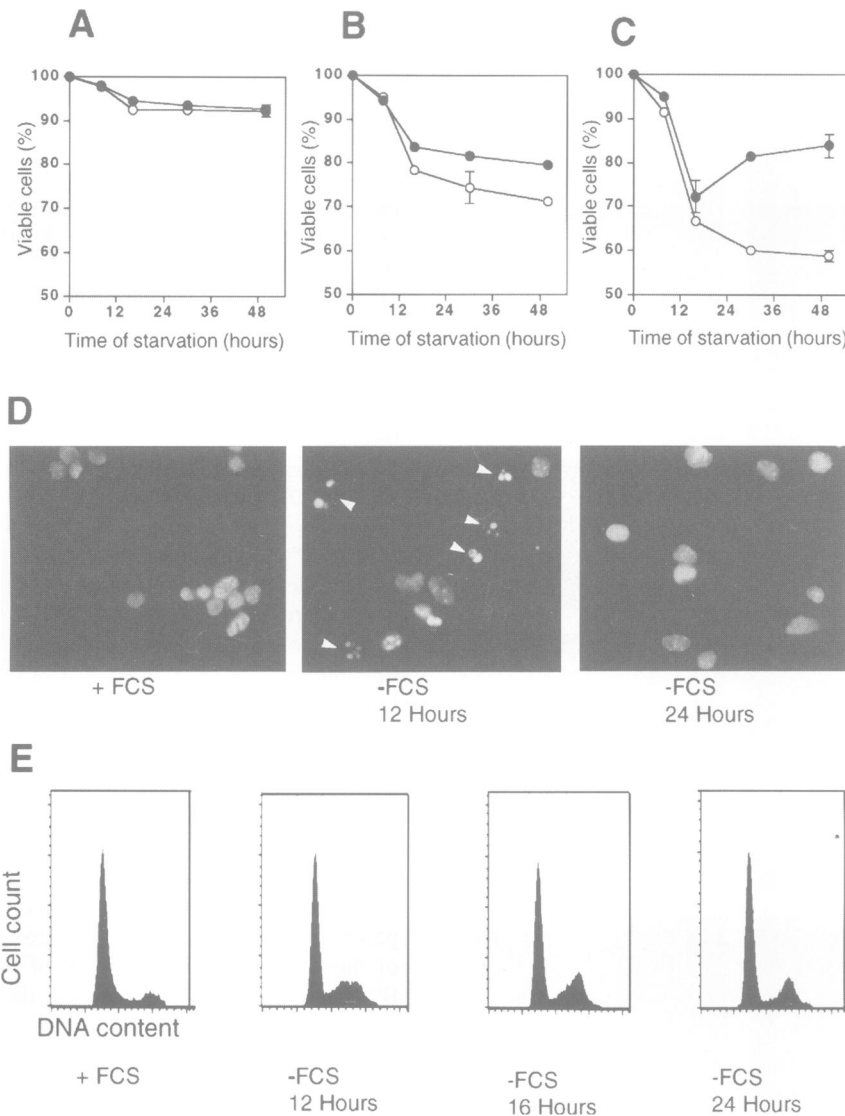 A
B
C
100
90
80
70
60
50
Viable cells (%)
0 12 24 36 48
Time of starvation (hours)
100
90
80
70
60
50
Viable cells (%)
0 12 24 36 48
Time of starvation (hours)
100
90
80
70
60
50
Viable cells (%)
0 12 24 36 48
Time of starvation (hours)
D
+ FCS
-FCS
12 Hours
-FCS
24 Hours
E
Cell count
DNA content
+ FCS
-FCS
12 Hours
-FCS
16 Hours
-FCS
24 Hours